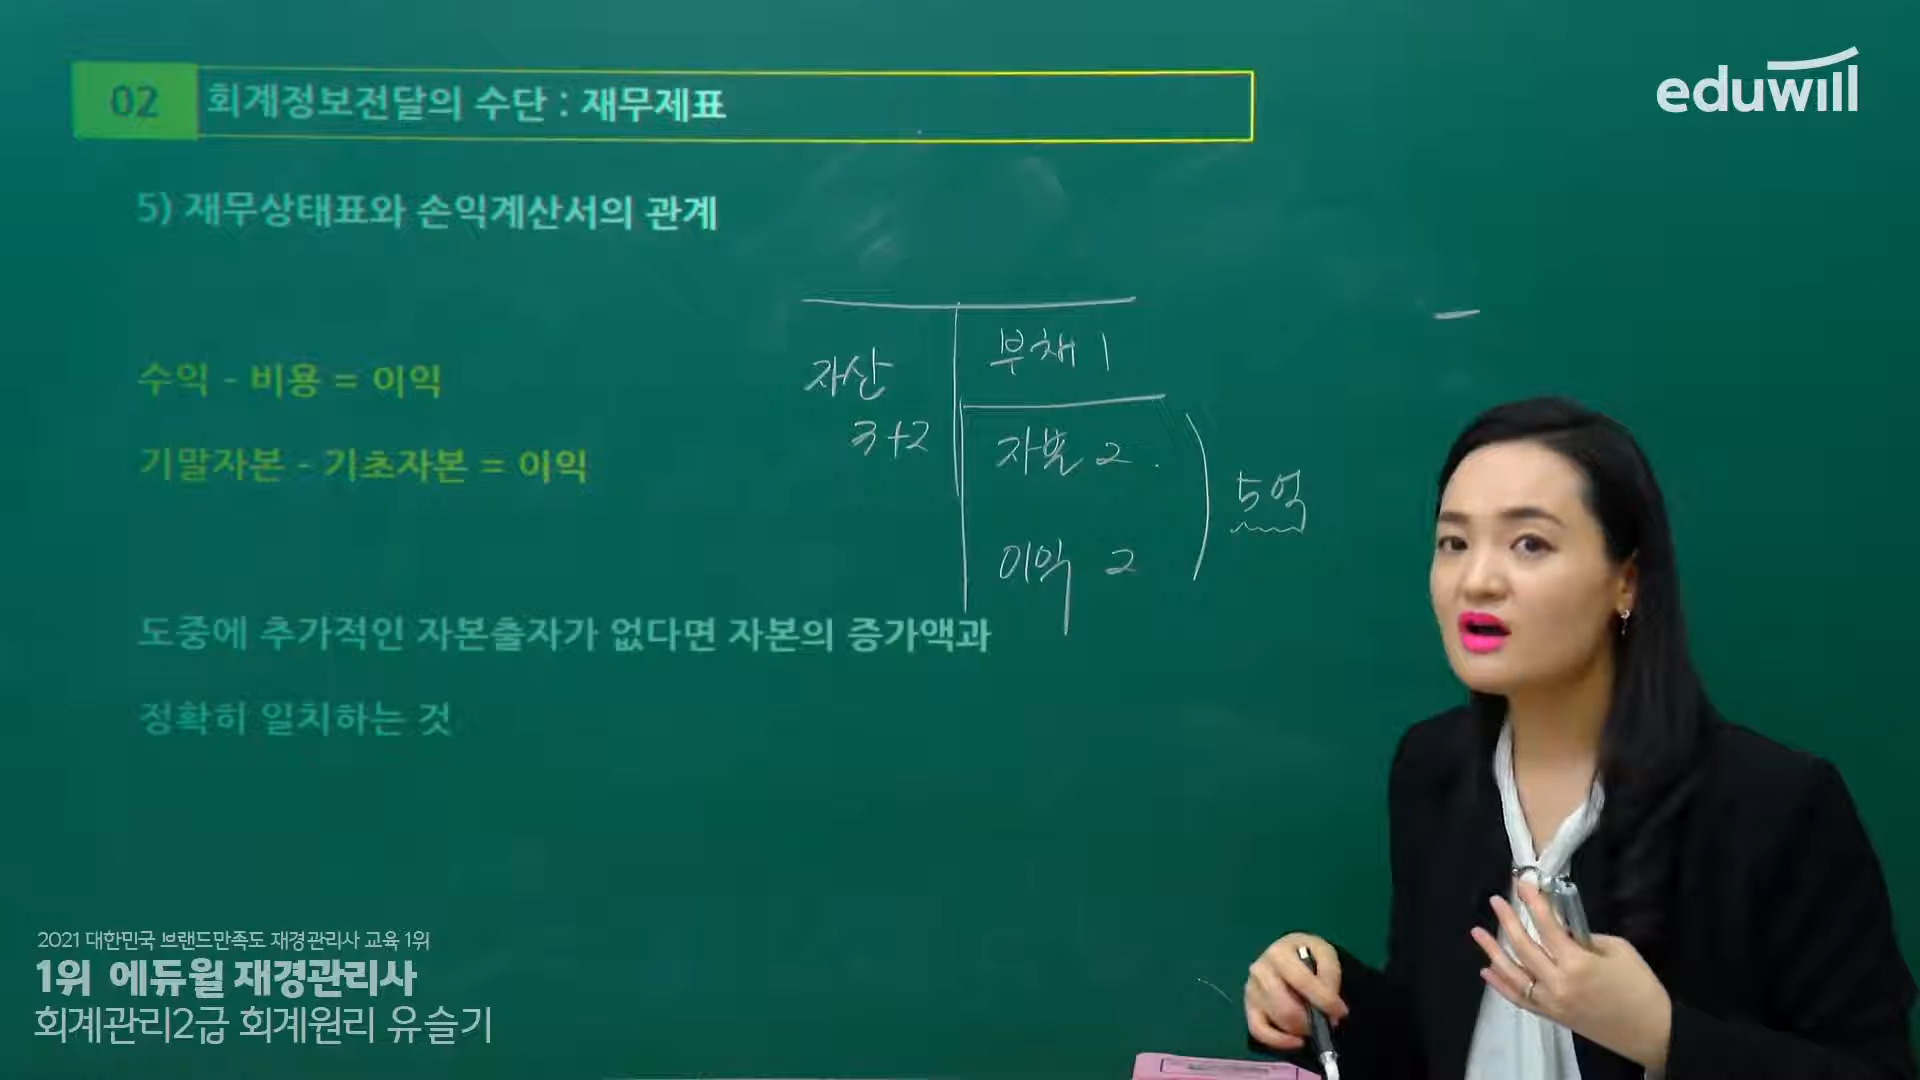 eduwill
02 회계정보전달의 수단 : 재무제표
5) 재무상태표와 손익계산서의 관계
수익 - 비용 = 이익
기말자본 - 기초자본 = 이익
도중에 추가적인 자본출자가 없다면 자본의 증가액과
정확히 일치하는 것
자산
3+2
부채 1
자본 2
이익 2
5억
2021 대한민국 브랜드만족도 재경관리사 교육 1위
1위 에듀윌 재경관리사
회계관리2급 회계원리 유슬기